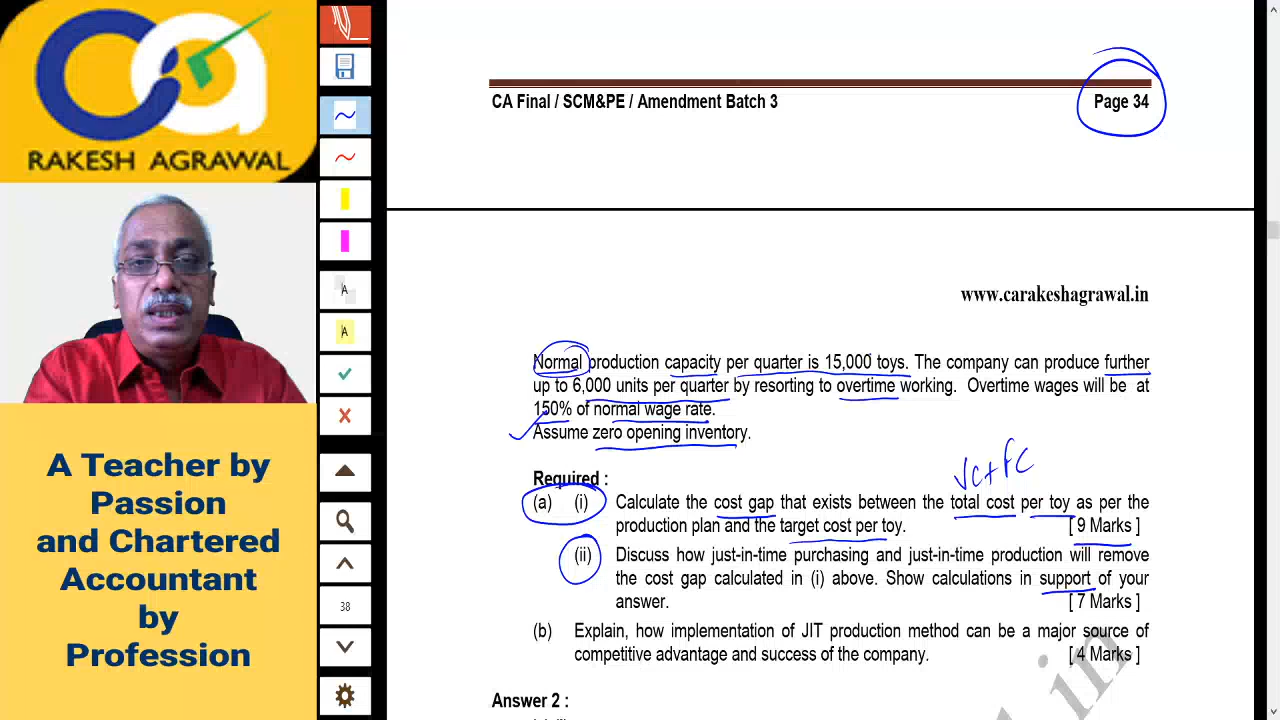 RAKESH AGRAWAL
A Teacher by
Passion
and Chartered
Accountant
by
Profession
A
A
38
CA Final / SCM&PE / Amendment Batch 3
Page 34
www.carakeshagrawal.in
Normal production capacity per quarter is 15,000 toys. The company can produce further
up to 6,000 units per quarter by resorting to overtime working. Overtime wages will be at
150% of normal wage rate.
Assume zero opening inventory.
VC+FC
Required :
(a) (i) Calculate the cost gap that exists between the total cost per toy as per the
production plan and the target cost per toy. [ 9 Marks ]
(ii) Discuss how just-in-time purchasing and just-in-time production will remove
the cost gap calculated in (i) above. Show calculations in support of your
answer. [ 7 Marks ]
(b) Explain, how implementation of JIT production method can be a major source of
competitive advantage and success of the company. [ 4 Marks ]
in
Answer 2 :